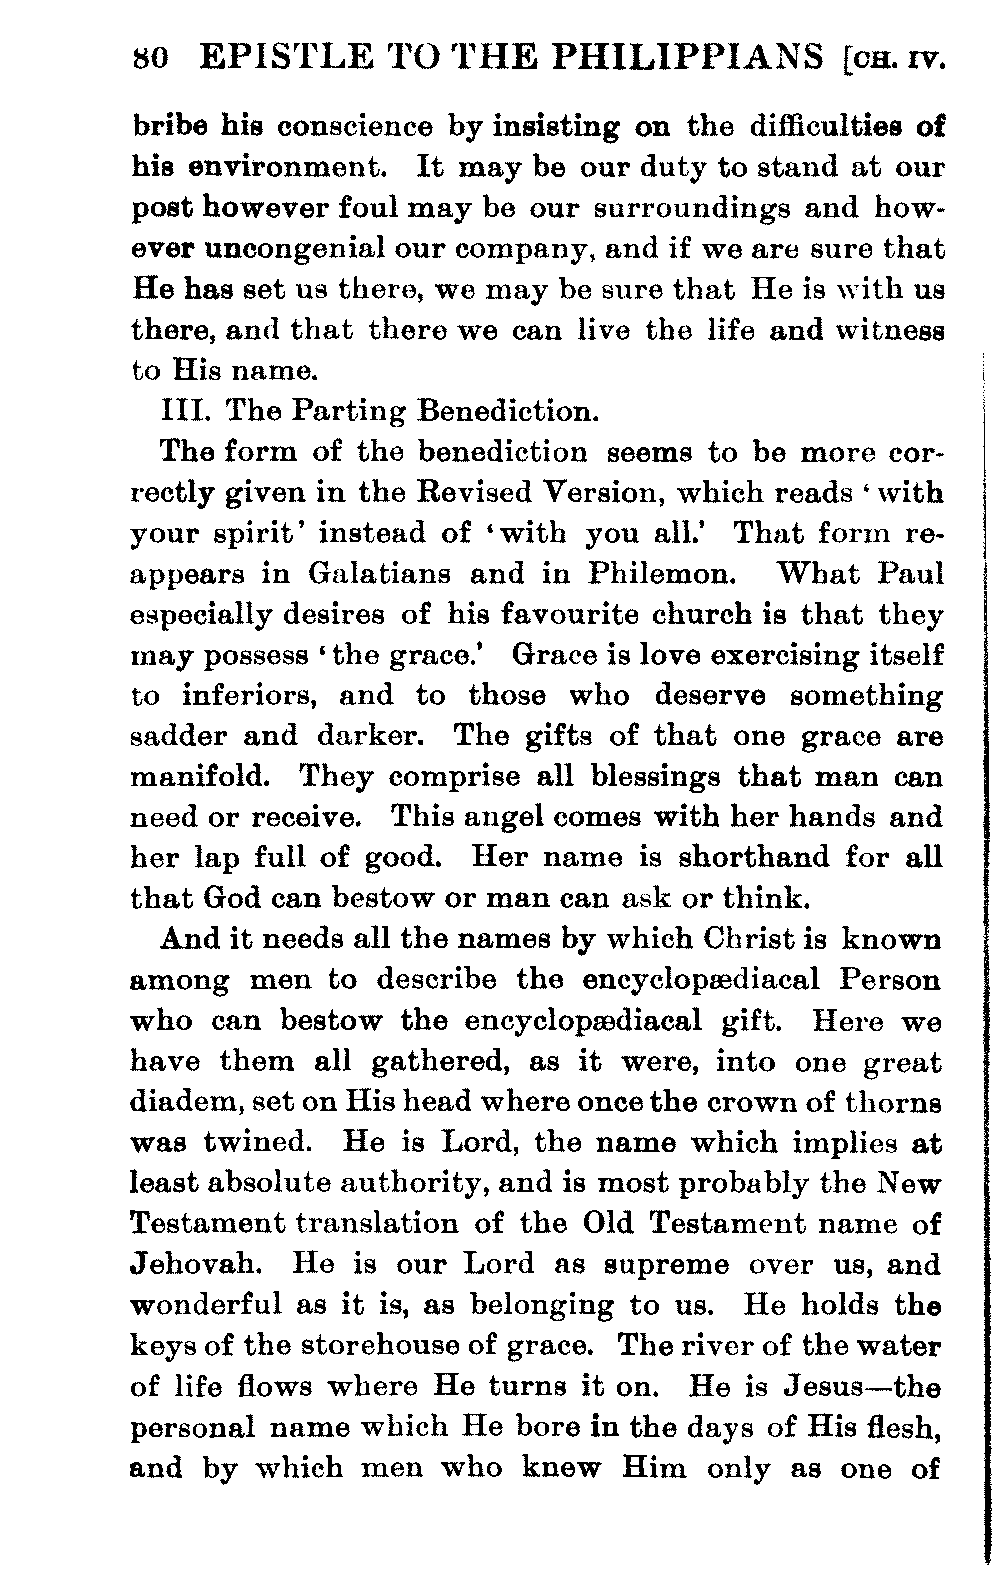 80 EPISTLE TO THE PHILIPPIANS [CH. IV.
bribe his conscience by insisting on the difficulties of
his environment. It may be our duty to stand at our
post however foul may be our surroundings and how-
ever uncongenial our company, and if we are sure that
He has set us there, we may be sure that He is with us
there, and that there we can live the life and witness
to His name.
III. The Parting Benediction.
The form of the benediction seems to be more cor-
rectly given in the Revised Version, which reads ‘with
your spirit’ instead of ‘with you all.’ That form re-
appears in Galatians and in Philemon. What Paul
especially desires of his favourite church is that they
may possess ‘the grace.’ Grace is love exercising itself
to inferiors, and to those who deserve something
sadder and darker. The gifts of that one grace are
manifold. They comprise all blessings that man can
need or receive. This angel comes with her hands and
her lap full of good. Her name is shorthand for all
that God can bestow or man can ask or think.
And it needs all the names by which Christ is known
among men to describe the encyclopædiacal Person
who can bestow the encyclopædiacal gift. Here we
have them all gathered, as it were, into one great
diadem, set on His head where once the crown of thorns
was twined. He is Lord, the name which implies at
least absolute authority, and is most probably the New
Testament translation of the Old Testament name of
Jehovah. He is our Lord as supreme over us, and
wonderful as it is, as belonging to us. He holds the
keys of the storehouse of grace. The river of the water
of life flows where He turns it on. He is Jesus—the
personal name which He bore in the days of His flesh,
and by which men who knew Him only as one of